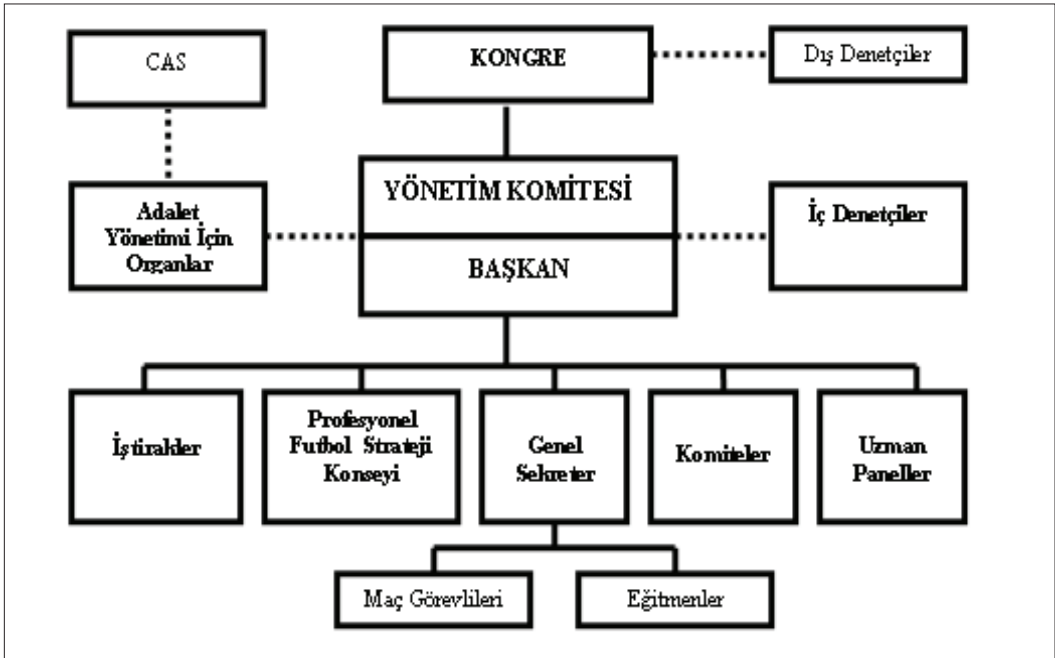 CAS
KONGRE
Dış Denetçiler
YÖNETİM KOMİTESİ
BAŞKAN
Adalet
Yönetimi İçin
Organlar
İç Denetçiler
İştirakler
Profesyonel
Futbol Strateji
Konseyi
Genel
Sekreter
Komiteler
Uzman
Paneller
Maç Görevlileri
Eğitmenler